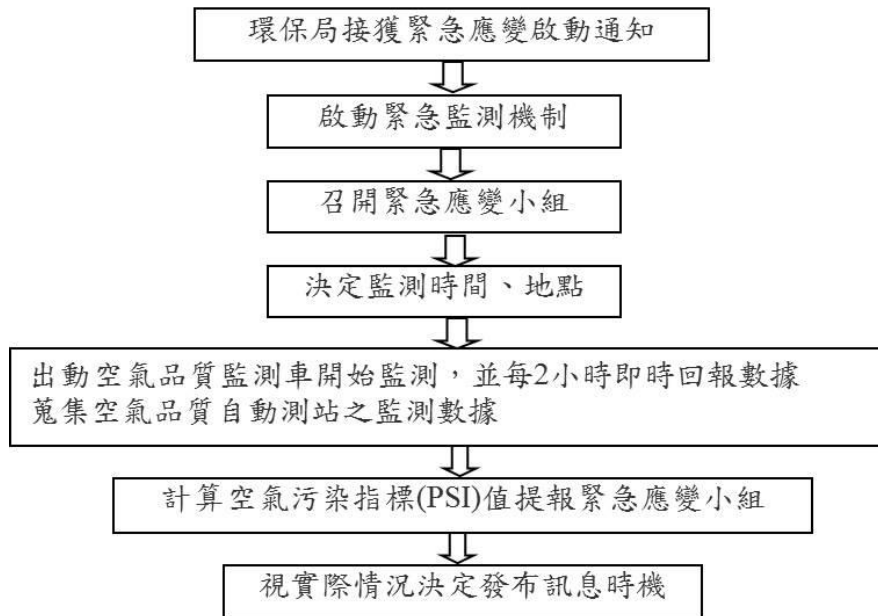 環保局接獲緊急應變啟動通知
啟動緊急監測機制
召開緊急應變小組
決定監測時間、地點
出動空氣品質監測車開始監測，並每2小時即時回報數據
蒐集空氣品質自動測站之監測數據
計算空氣污染指標(PSI)值提報緊急應變小組
視實際情況決定發布訊息時機